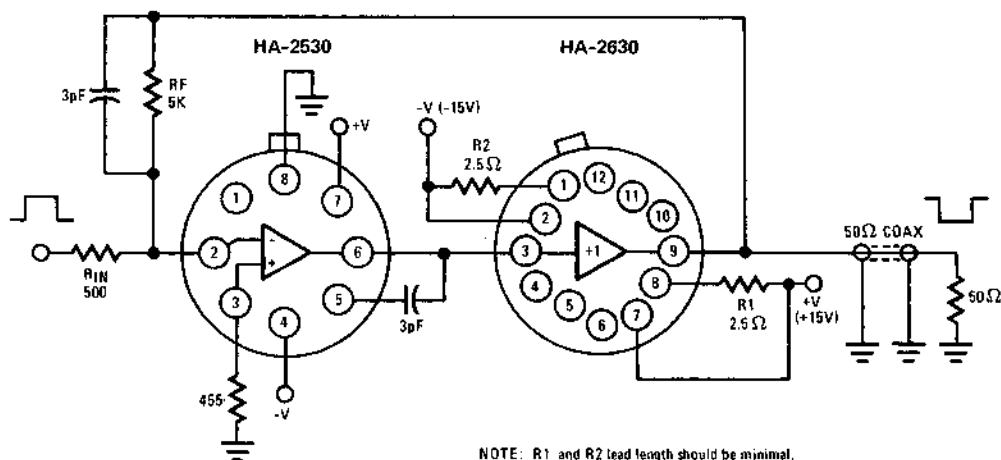 HA-2530
HA-2630
3pF
RF
5K
-V (-15V)
+V
R2
2.5Ω
8
1
7
12
1
11
2
10
50Ω COAX
2
-
+
6
3
+1
9
RIN
500
3
5
4
8
R1
2.5Ω
+V
(+15V)
50Ω
4
3pF
5
6
7
455
-V
NOTE: R1 and R2 lead length should be minimal.